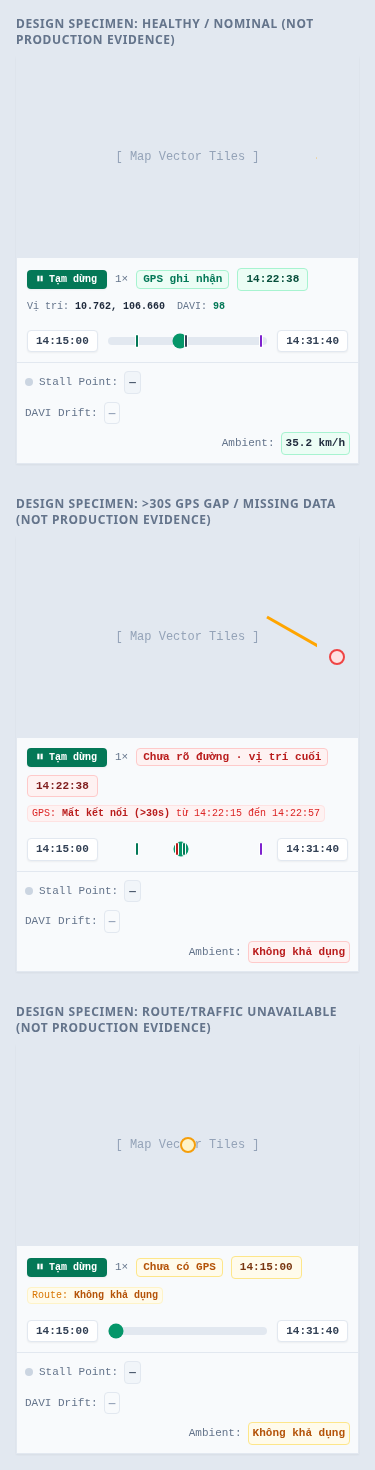 DESIGN SPECIMEN: HEALTHY / NOMINAL (NOT
PRODUCTION EVIDENCE)
[ Map Vector Tiles ]
Tạm dừng 1× GPS ghi nhận 14:22:38
Vị trí: 10.762, 106.660 DAVI: 98
14:15:00 14:31:40
Stall Point: —
DAVI Drift: —
Ambient: 35.2 km/h
DESIGN SPECIMEN: >30S GPS GAP / MISSING DATA
(NOT PRODUCTION EVIDENCE)
[ Map Vector Tiles ]
Tạm dừng 1× Chưa rõ đường · vị trí cuối
14:22:38
GPS: Mất kết nối (>30s) từ 14:22:15 đến 14:22:57
14:15:00 14:31:40
Stall Point: —
DAVI Drift: —
Ambient: Không khả dụng
DESIGN SPECIMEN: ROUTE/TRAFFIC UNAVAILABLE
(NOT PRODUCTION EVIDENCE)
[ Map Vector Tiles ]
Tạm dừng 1× Chưa có GPS 14:15:00
Route: Không khả dụng
14:15:00 14:31:40
Stall Point: —
DAVI Drift: —
Ambient: Không khả dụng